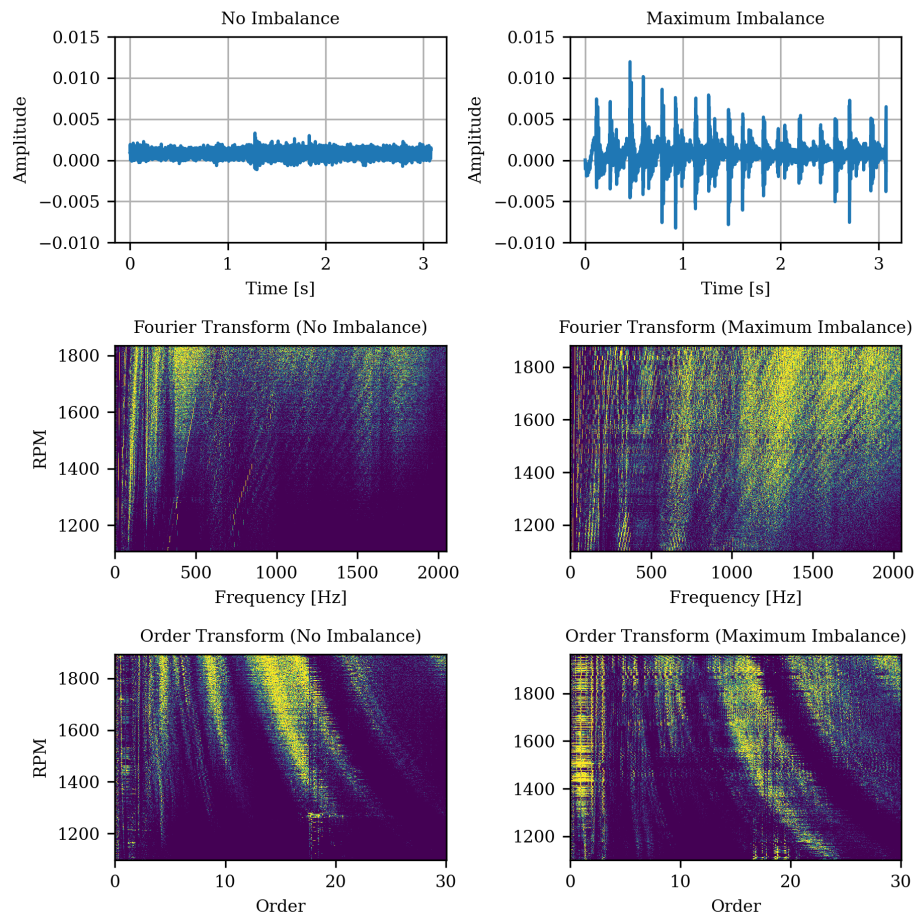 No Imbalance
Maximum Imbalance
0.015
0.010
0.005
0.000
−0.005
−0.010
Amplitude
0 1 2 3
Time [s]
0.015
0.010
0.005
0.000
−0.005
−0.010
Amplitude
0 1 2 3
Time [s]
Fourier Transform (No Imbalance)
Fourier Transform (Maximum Imbalance)
1800
1600
1400
1200
RPM
0 500 1000 1500 2000
Frequency [Hz]
1800
1600
1400
1200
0 500 1000 1500 2000
Frequency [Hz]
Order Transform (No Imbalance)
Order Transform (Maximum Imbalance)
1800
1600
1400
1200
RPM
0 10 20 30
Order
1800
1600
1400
1200
0 10 20 30
Order